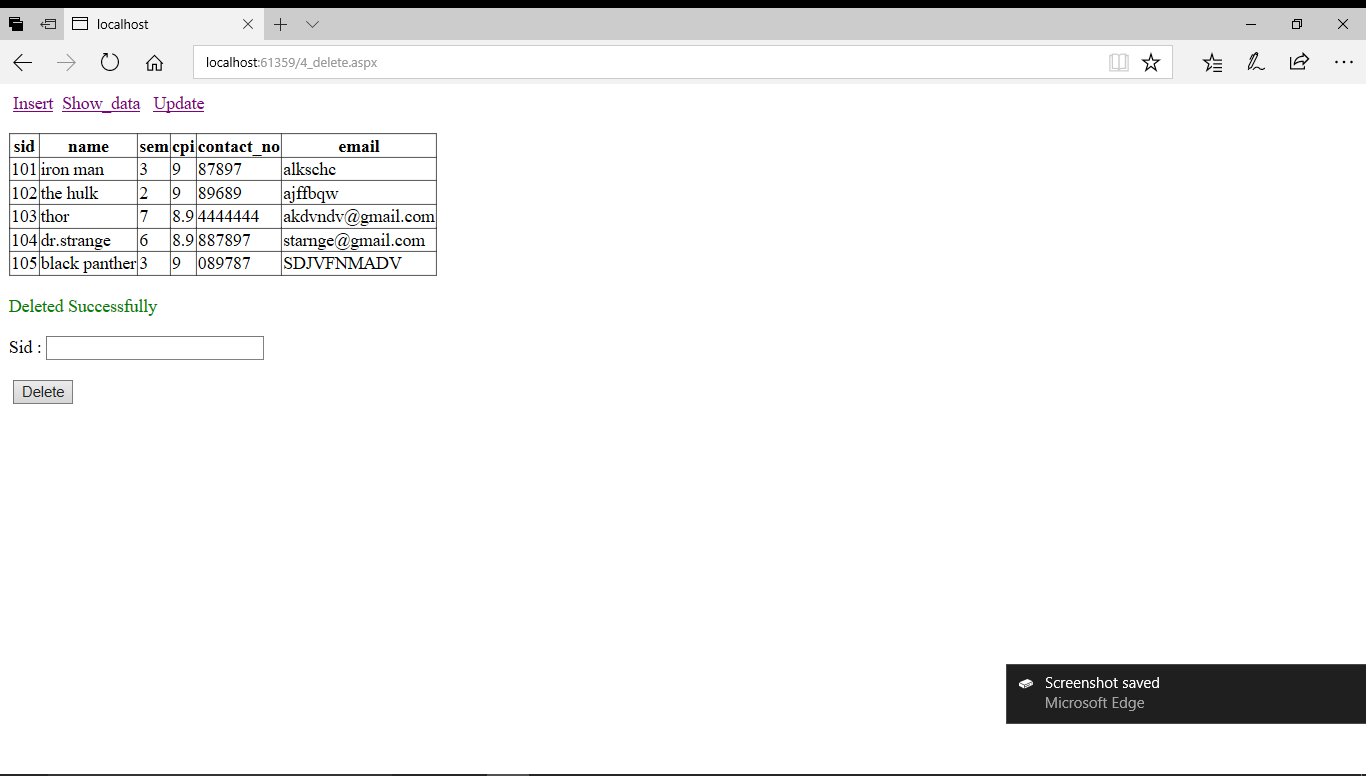 localhost
localhost:61359/4_delete.aspx
Insert Show_data Update
sid name sem cpi contact_no email
101 iron man 3 9 87897 alkschc
102 the hulk 2 9 89689 ajffbqw
103 thor 7 8.9 4444444 akdvndv@gmail.com
104 dr.strange 6 8.9 887897 starnge@gmail.com
105 black panther 3 9 089787 SDJVFNMADV
Deleted Successfully
Sid :
Delete
Screenshot saved
Microsoft Edge